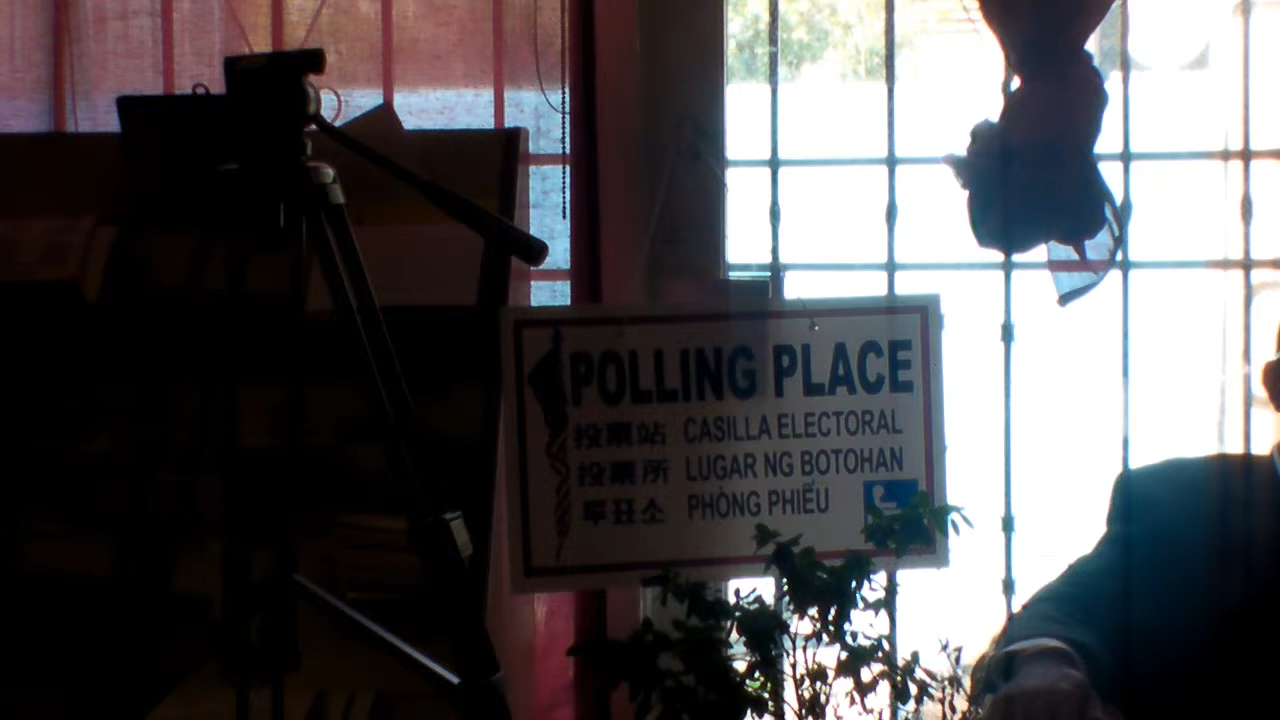 POLLING PLACE
投票站 CASILLA ELECTORAL
投票所 LUGAR NG BOTOHAN
투표소 PHÒNG PHIẾU